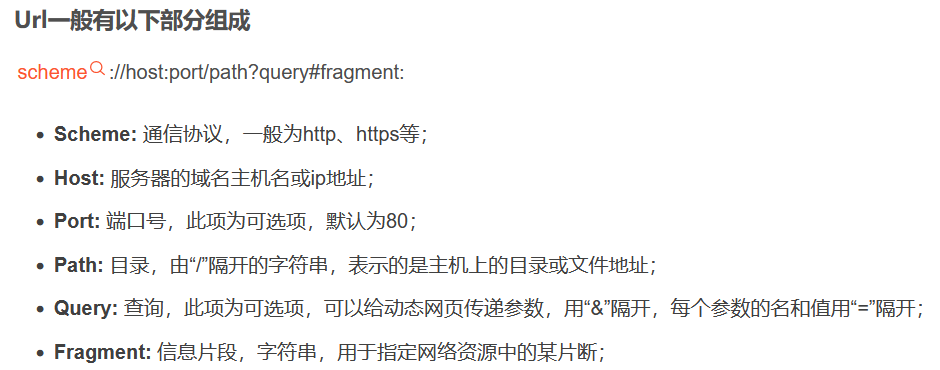 Url一般有以下部分组成
scheme://host:port/path?query#fragment:
Scheme: 通信协议，一般为http、https等；
Host: 服务器的域名主机名或ip地址；
Port: 端口号，此项为可选项，默认为80；
Path: 目录，由“/”隔开的字符串，表示的是主机上的目录或文件地址；
Query: 查询，此项为可选项，可以给动态网页传递参数，用“&”隔开，每个参数的名和值用“=”隔开；
Fragment: 信息片段，字符串，用于指定网络资源中的某片断；